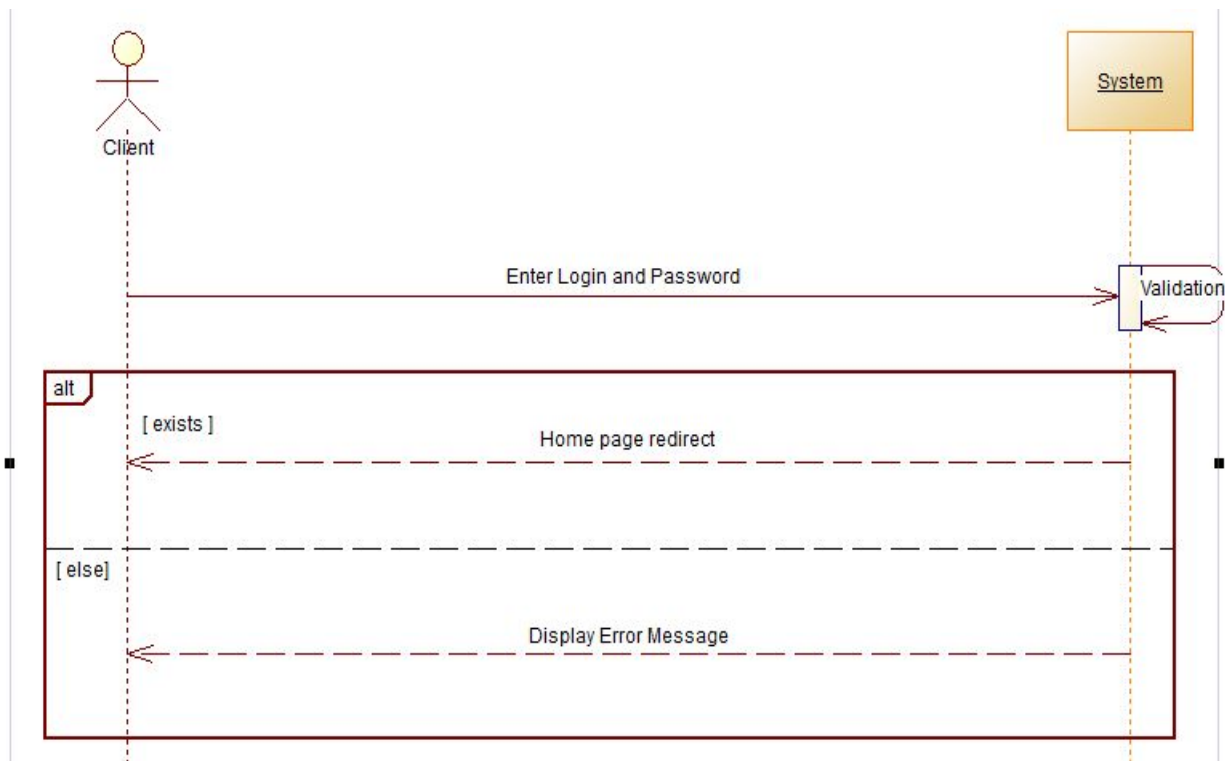 System
Client
Enter Login and Password
Validation
alt
[ exists ]
Home page redirect
[ else]
Display Error Message